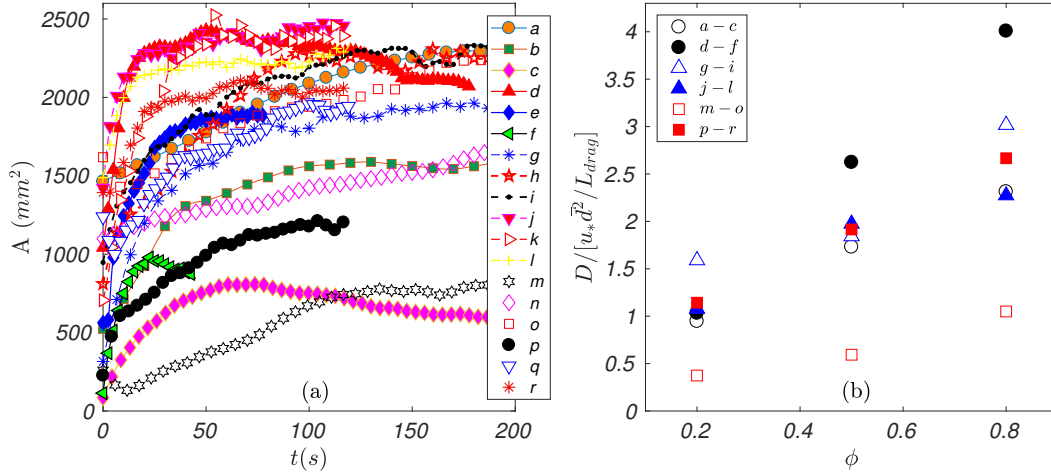 2500
2000
1500
1000
500
0
A (mm²)
0 50 100 150 200
t(s)
(a)
a
b
c
d
e
f
g
h
i
j
k
l
m
n
o
p
q
r
4
3.5
3
2.5
2
1.5
1
0.5
0
D/[u_* d̄²/L_drag]
a − c
d − f
g − i
j − l
m − o
p − r
(b)
0.2 0.4 0.6 0.8
ϕ